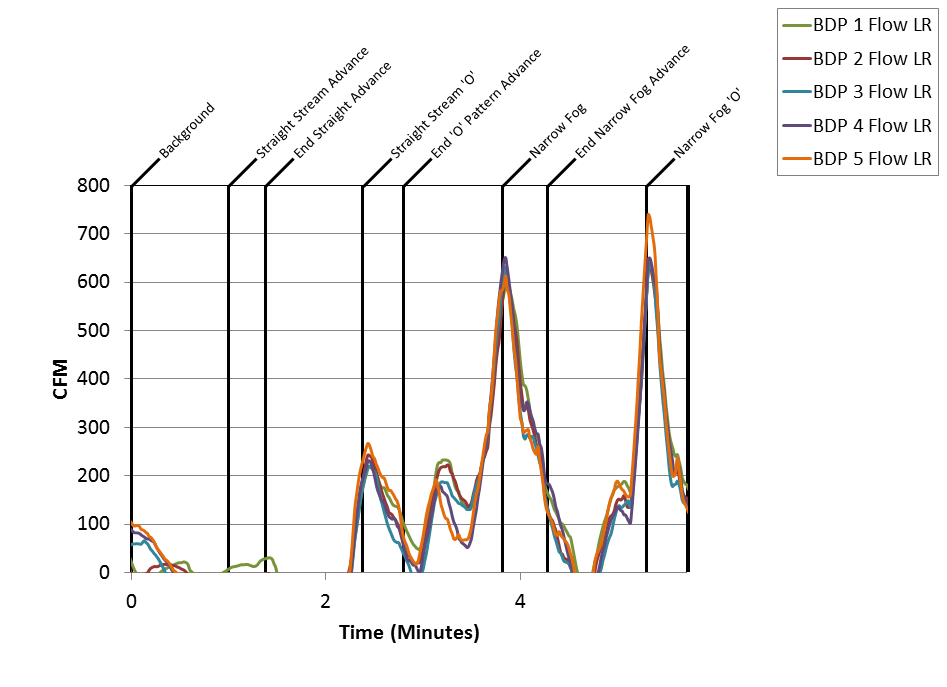 BDP 1 Flow LR
BDP 2 Flow LR
BDP 3 Flow LR
BDP 4 Flow LR
BDP 5 Flow LR
Background
Straight Stream Advance
End Straight Advance
Straight Stream 'O'
End 'O' Pattern Advance
Narrow Fog
End Narrow Fog Advance
Narrow Fog 'O'
800
700
600
500
400
300
200
100
0
CFM
0 2 4
Time (Minutes)